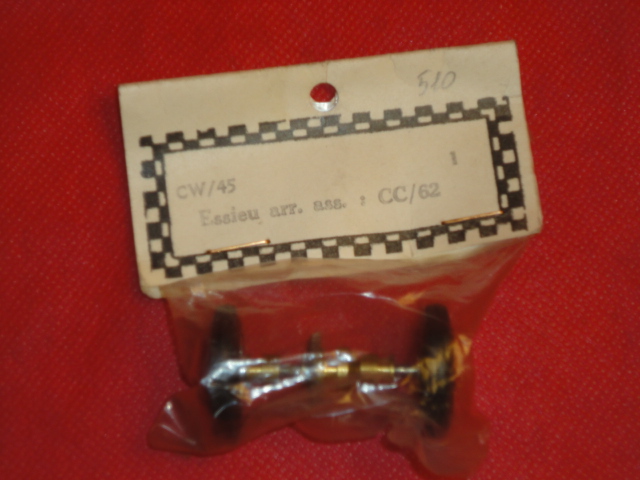 510
1
CW/45
Essieu arr. ass. : CC/62